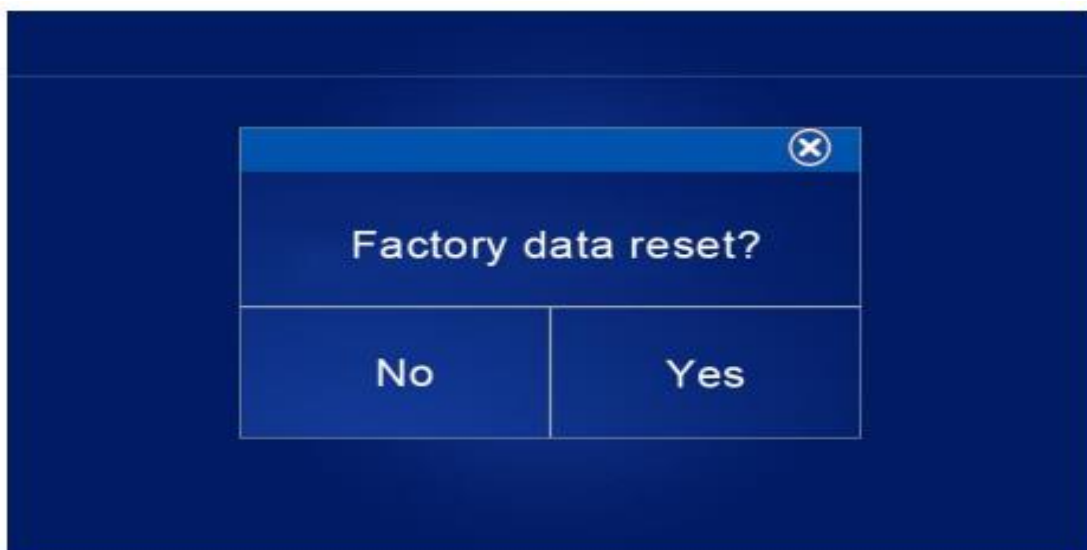 Factory data reset?
No
Yes